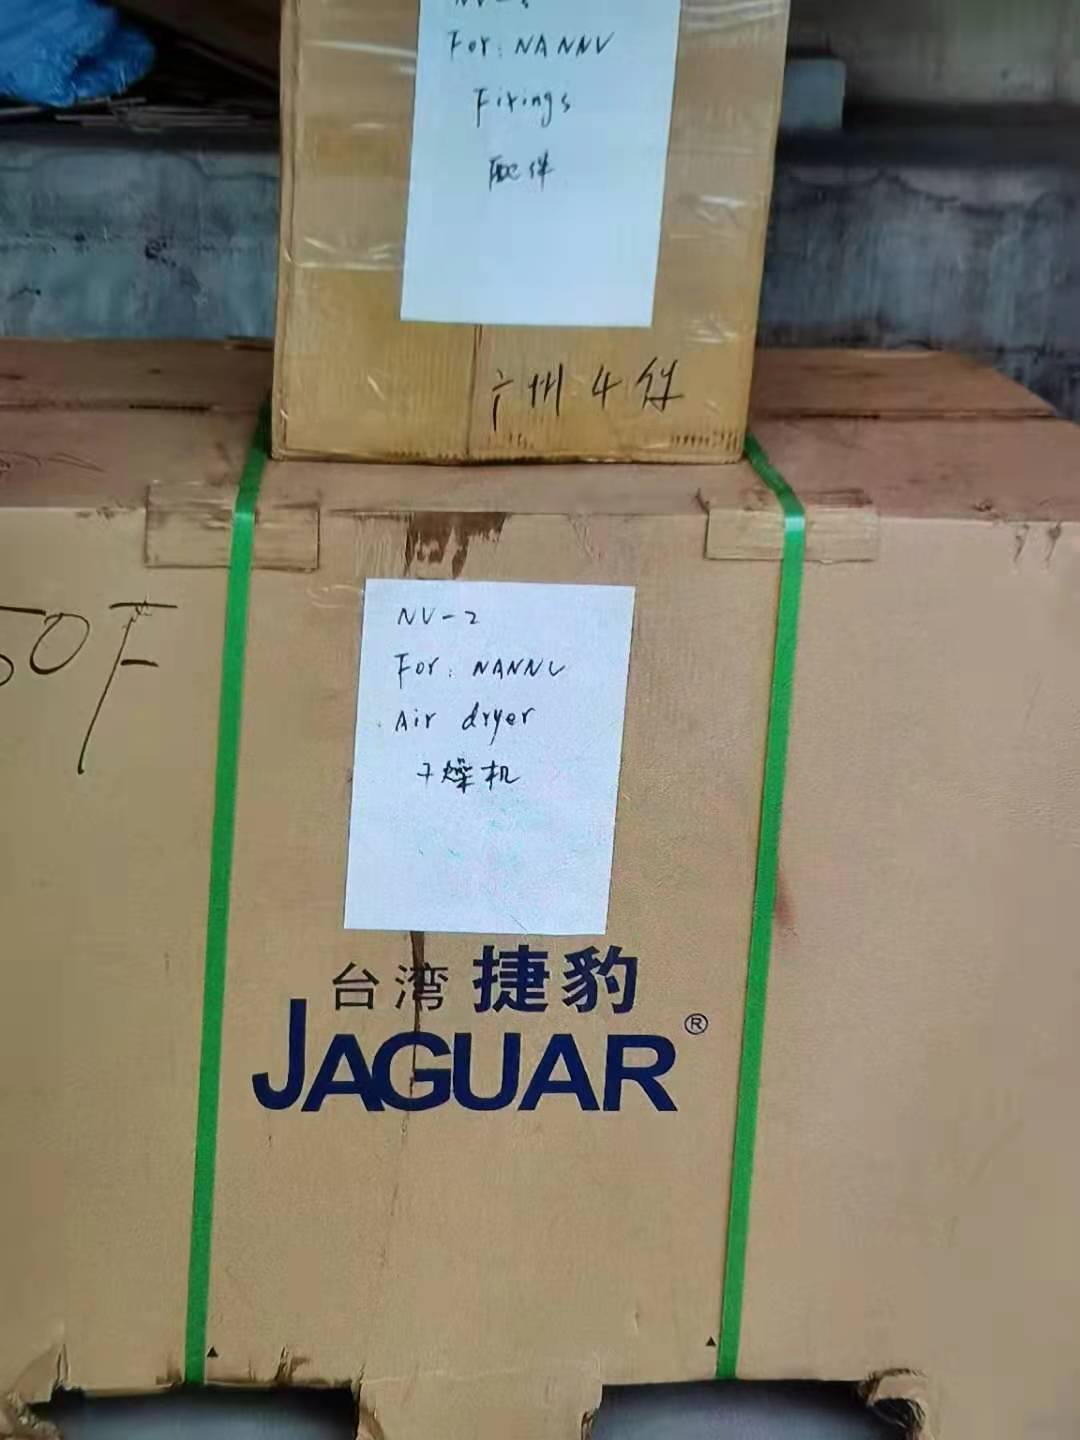 For: NANNV
Fixings
配件
广州4件
50F
NV-2
For: NANNV
Air dryer
干燥机
台湾 捷豹
JAGUAR®